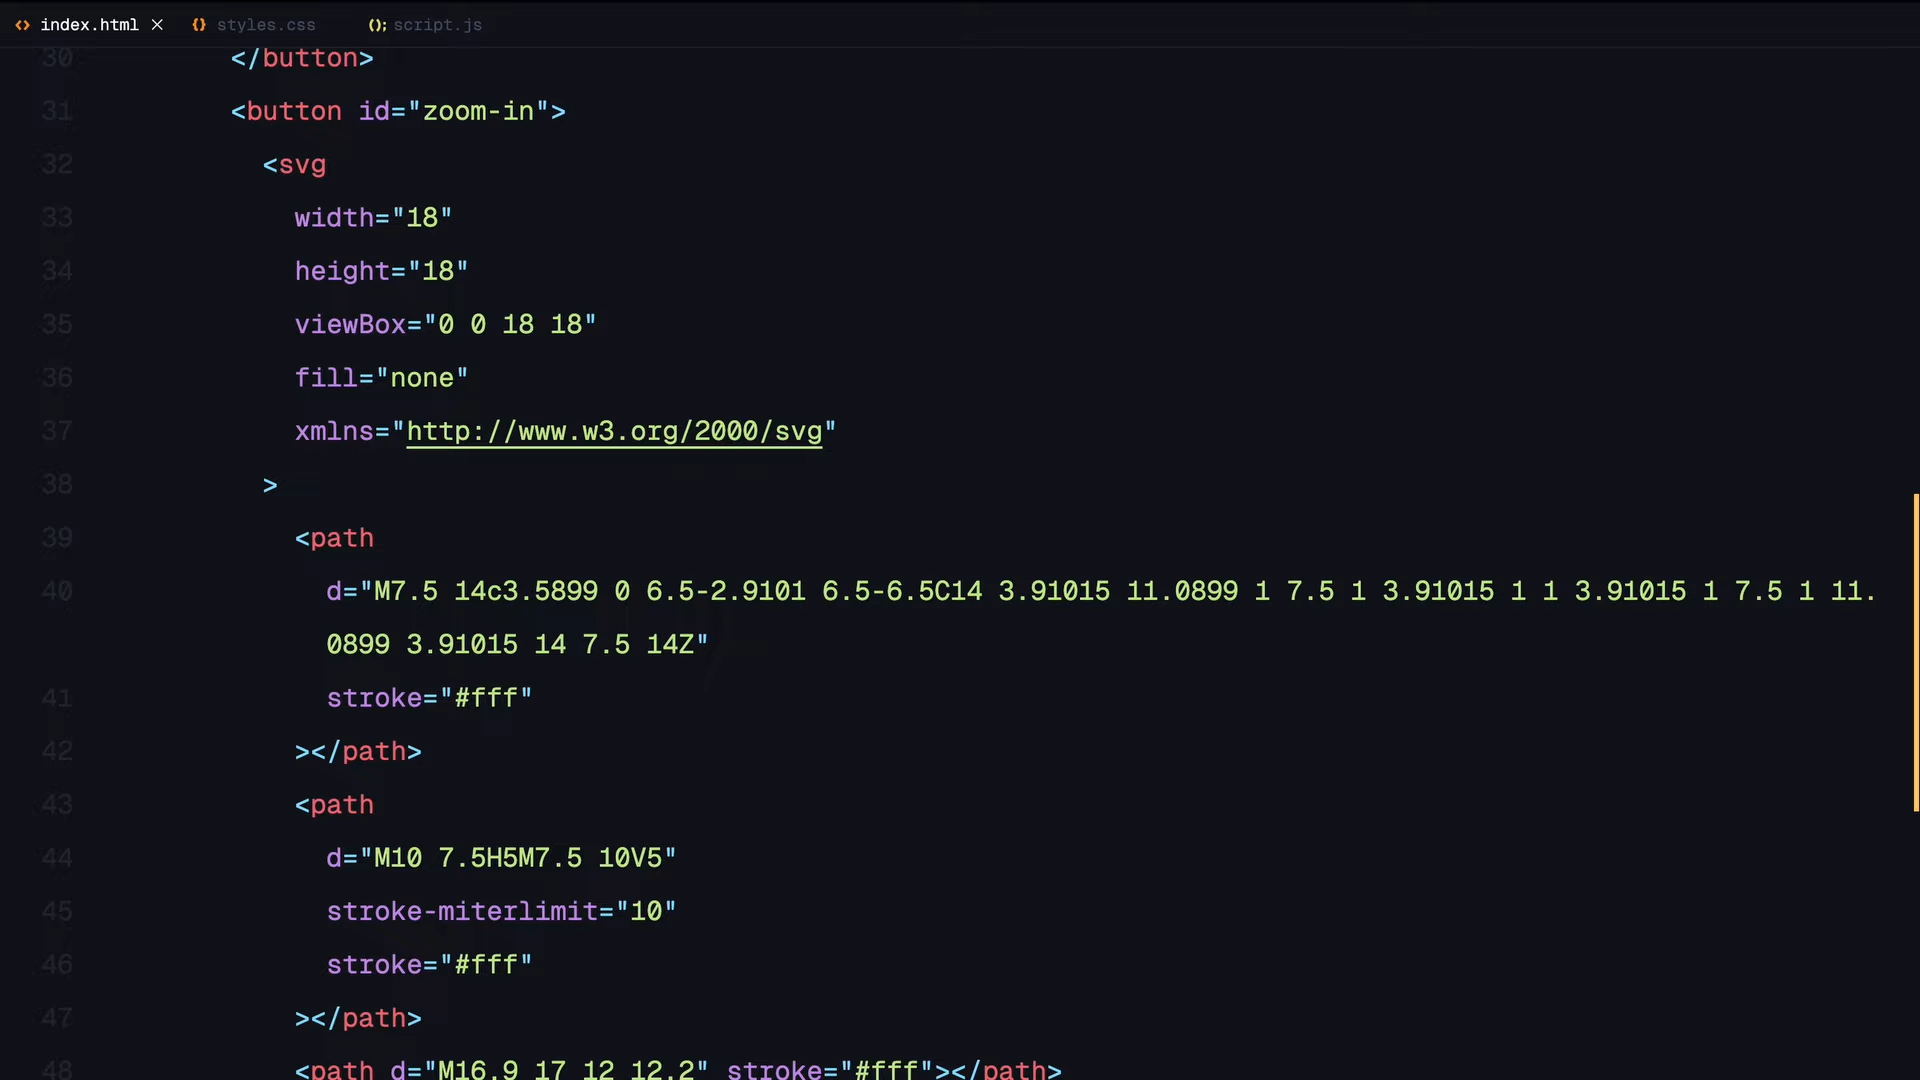 index.html
styles.css
script.js
30 </button>
31 <button id="zoom-in">
32 <svg
33 width="18"
34 height="18"
35 viewBox="0 0 18 18"
36 fill="none"
37 xmlns="http://www.w3.org/2000/svg"
38 >
39 <path
40 d="M7.5 14c3.5899 0 6.5-2.9101 6.5-6.5C14 3.91015 11.0899 1 7.5 1 3.91015 1 1 3.91015 1 7.5 1 11.
0899 3.91015 14 7.5 14Z"
41 stroke="#fff"
42 ></path>
43 <path
44 d="M10 7.5H5M7.5 10V5"
45 stroke-miterlimit="10"
46 stroke="#fff"
47 ></path>
48 <path d="M16.9 17 12 12.2" stroke="#fff"></path>